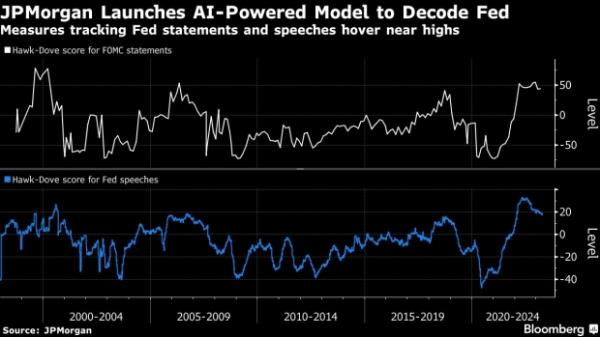 JPMorgan Launches AI-Powered Model to Decode Fed
Measures tracking Fed statements and speeches hover near highs
Hawk-Dove score for FOMC statements
50
0
-50
Level
Hawk-Dove score for Fed speeches
20
0
-20
-40
Level
2000-2004 2005-2009 2010-2014 2015-2019 2020-2024
Source: JPMorgan
Bloomberg